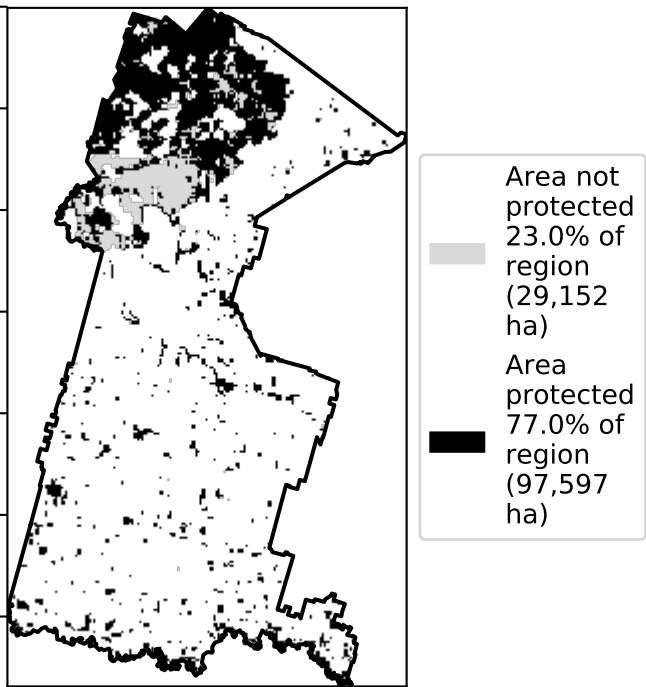 Area not
protected
23.0% of
region
(29,152
ha)
Area
protected
77.0% of
region
(97,597
ha)